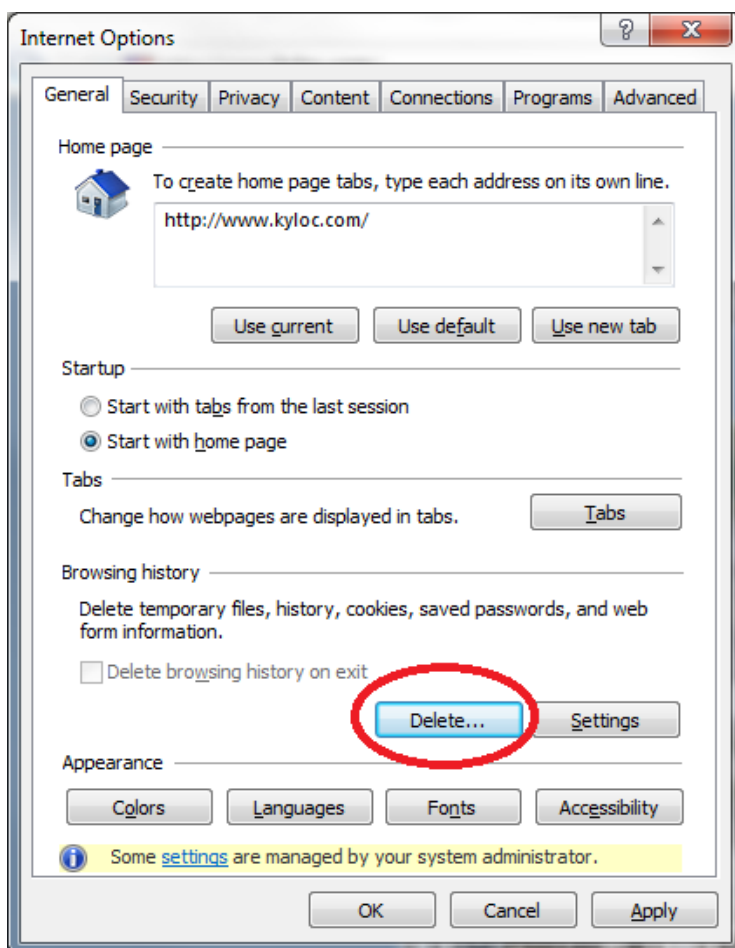 Internet Options
General Security Privacy Content Connections Programs Advanced
Home page
To create home page tabs, type each address on its own line.
http://www.kyloc.com/
Use current Use default Use new tab
Startup
Start with tabs from the last session
Start with home page
Tabs
Change how webpages are displayed in tabs.
Tabs
Browsing history
Delete temporary files, history, cookies, saved passwords, and web
form information.
Delete browsing history on exit
Delete... Settings
Appearance
Colors Languages Fonts Accessibility
Some settings are managed by your system administrator.
OK Cancel Apply